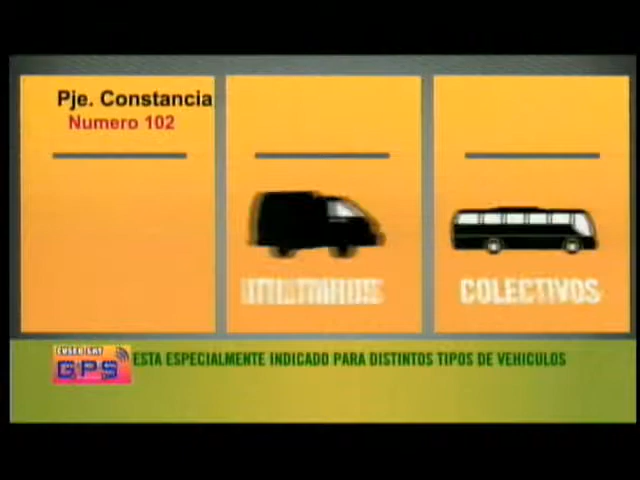 Pje. Constancia
Numero 102
UTILITARIOS
COLECTIVOS
GPS
ESTA ESPECIALMENTE INDICADO PARA DISTINTOS TIPOS DE VEHICULOS